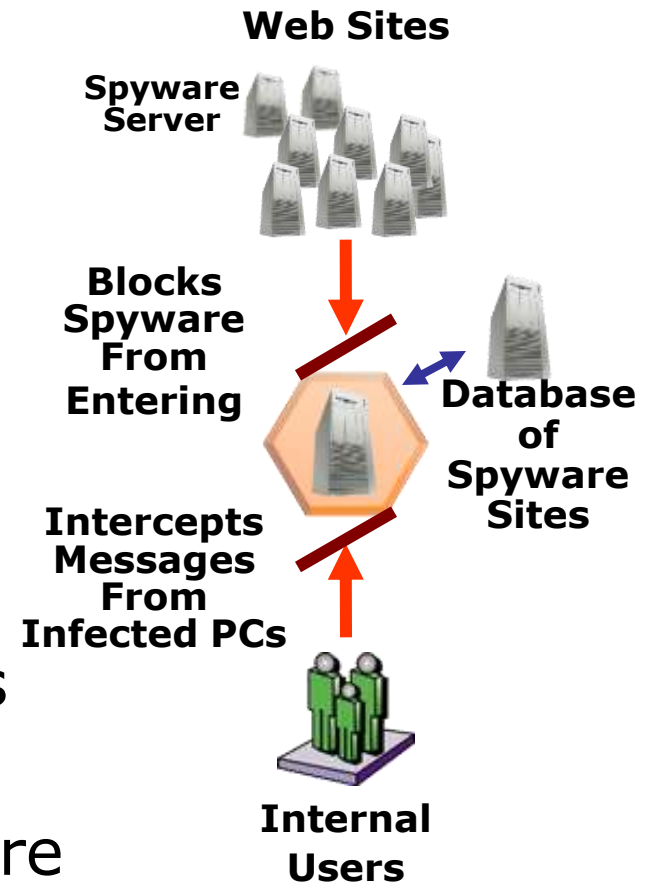 Web Sites
Spyware
Server
Blocks
Spyware
From
Entering
Database
of
Spyware
Sites
Intercepts
Messages
From
Infected PCs
s
re
Internal
Users